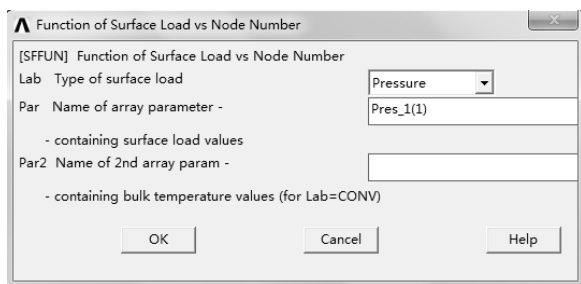 Function of Surface Load vs Node Number
[SFFUN] Function of Surface Load vs Node Number
Lab Type of surface load Pressure
Par Name of array parameter - Pres_1(1)
- containing surface load values
Par2 Name of 2nd array param -
- containing bulk temperature values (for Lab=CONV)
OK Cancel Help